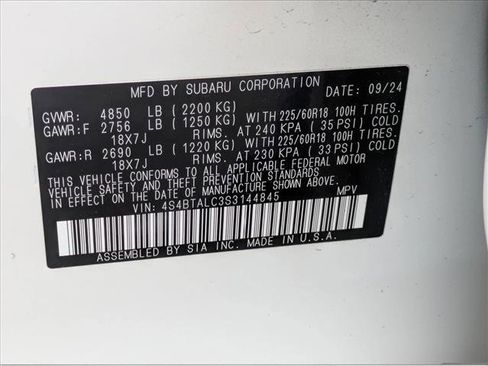 MFD BY SUBARU CORPORATION DATE: 09/24
GVWR: 4850 LB (2200 KG)
GAWR:F 2756 LB (1250 KG) WITH 225/60R18 100H TIRES.
18X7J RIMS. AT 240 KPA (35 PSI) COLD
GAWR:R 2690 LB (1220 KG) WITH 225/60R18 100H TIRES.
18X7J RIMS. AT 230 KPA (33 PSI) COLD
THIS VEHICLE CONFORMS TO ALL APPLICABLE FEDERAL MOTOR
VEHICLE SAFETY AND THEFT PREVENTION STANDARDS IN EFFECT
ON THE DATE OF MANUFACTURE SHOWN ABOVE.
VIN: 4S4BTALC3S3144845 MPV
ASSEMBLED BY SIA INC. MADE IN U.S.A.